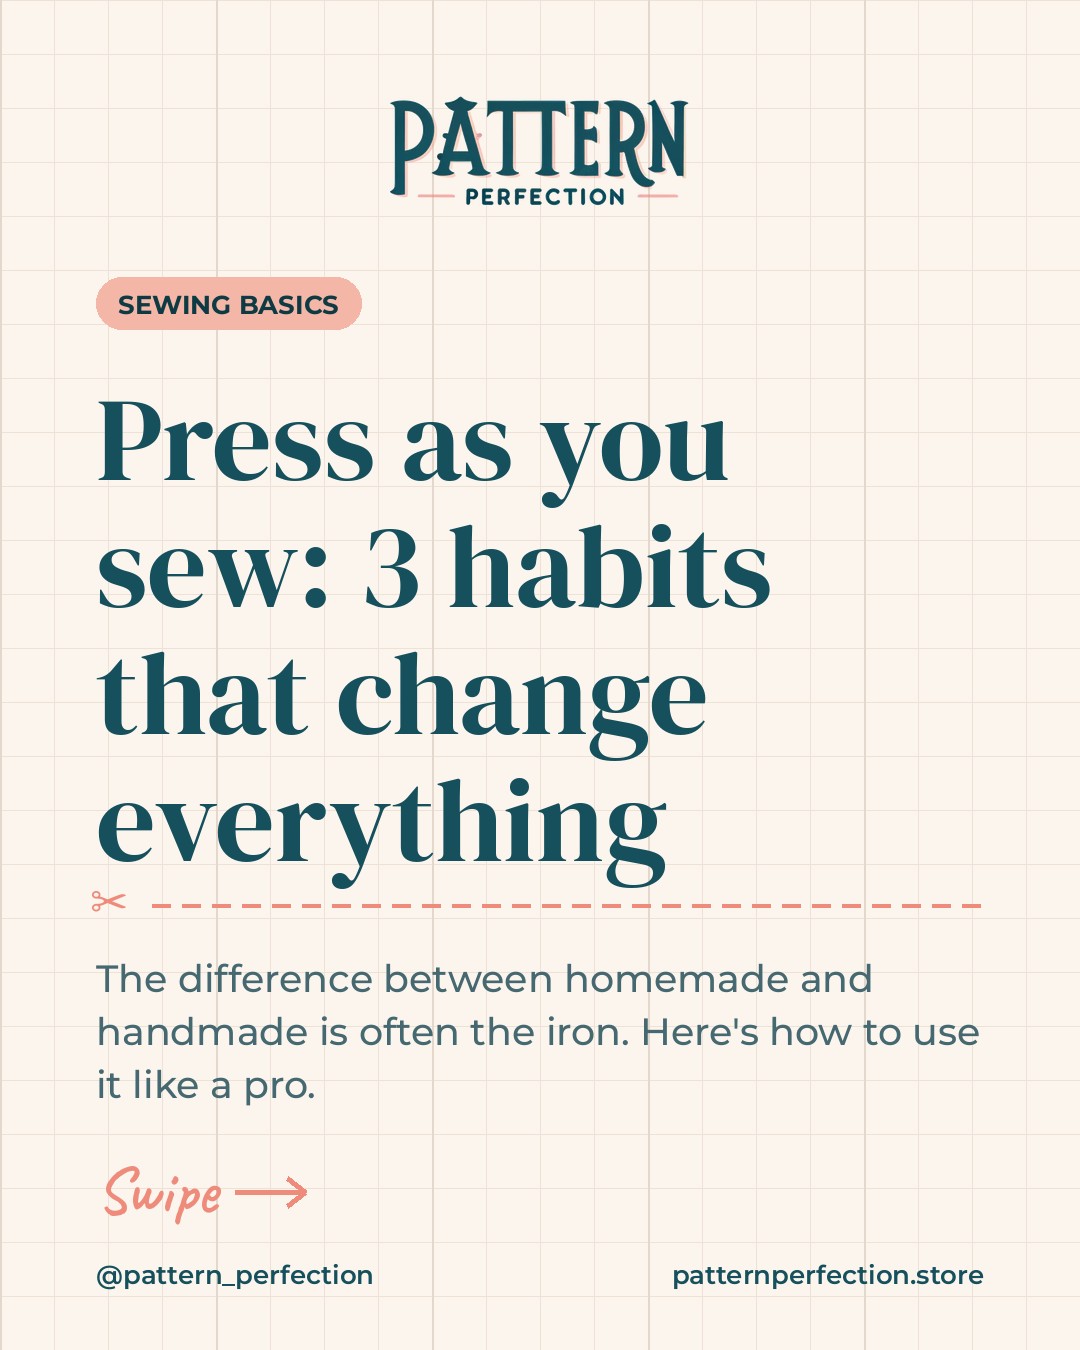 PATTERN
PERFECTION
SEWING BASICS
Press as you
sew: 3 habits
that change
everything
The difference between homemade and
handmade is often the iron. Here's how to use
it like a pro.
Swipe
@pattern_perfection
patternperfection.store